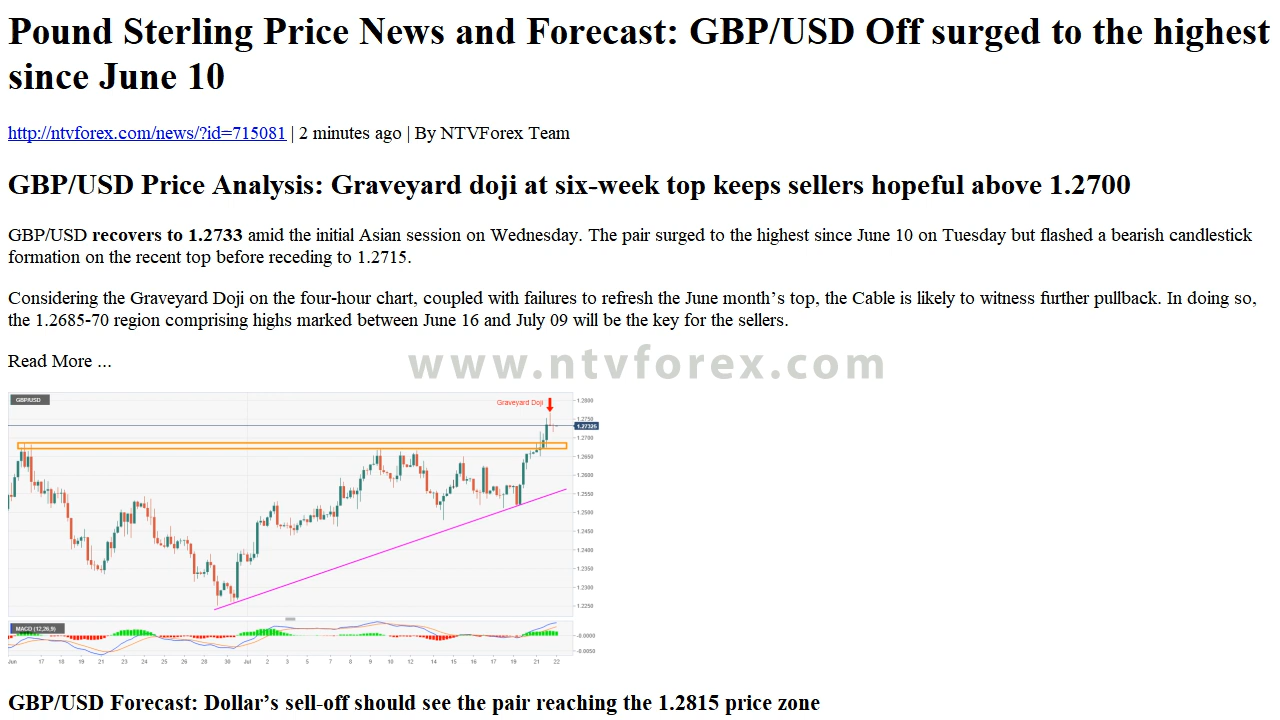 Pound Sterling Price News and Forecast: GBP/USD Off surged to the highest
since June 10
http://ntvforex.com/news/?id=715081 | 2 minutes ago | By NTVForex Team
GBP/USD Price Analysis: Graveyard doji at six-week top keeps sellers hopeful above 1.2700
GBP/USD recovers to 1.2733 amid the initial Asian session on Wednesday. The pair surged to the highest since June 10 on Tuesday but flashed a bearish candlestick
formation on the recent top before receding to 1.2715.
Considering the Graveyard Doji on the four-hour chart, coupled with failures to refresh the June month’s top, the Cable is likely to witness further pullback. In doing so,
the 1.2685-70 region comprising highs marked between June 16 and July 09 will be the key for the sellers.
Read More ...
www.ntvforex.com
GBP/USD
Graveyard Doji
1.2800
1.2750
1.27325
1.2700
1.2650
1.2600
1.2550
1.2500
1.2450
1.2400
1.2350
1.2300
1.2250
MACD (12,26,9)
-0.0000
-0.0050
Jun 17 18 19 21 23 24 25 26 28 30 Jul 2 3 5 7 8 9 10 12 14 15 16 17 19 21 22
GBP/USD Forecast: Dollar’s sell-off should see the pair reaching the 1.2815 price zone